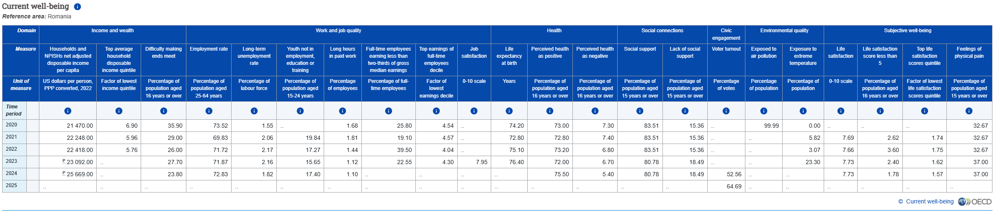 Current well-being i
Reference area: Romania
Domain Income and wealth Work and job quality Health Social connections Civic engagement Environmental quality Subjective well-being
Measure Households and NPISHs net adjusted disposable income per capita Top average household disposable income quintile Difficulty making ends meet Employment rate Long-term unemployment rate Youth not in employment, education or training Long hours in paid work Full-time employees earning less than two-thirds of gross median earnings Top earnings of full-time employees decile Job satisfaction Life expectancy at birth Perceived health as positive Perceived health as negative Social support Lack of social support Voter turnout Exposed to air pollution Exposure to extreme temperature Life satisfaction Life satisfaction score less than 5 Top life satisfaction scores quintile Feelings of physical pain
Unit of measure US dollars per person, PPP converted, 2022 Factor of lowest income quintile Percentage of population aged 16 years or over Percentage of population aged 25-64 years Percentage of labour force Percentage of population aged 15-24 years Percentage of employees Percentage of full-time employees Factor of lowest earnings decile 0-10 scale Years Percentage of population aged 16 years or over Percentage of population aged 16 years or over Percentage of population aged 15 years or over Percentage of population aged 15 years or over Percentage of votes Percentage of population Percentage of population 0-10 scale Percentage of population aged 16 years or over Factor of lowest life satisfaction scores quintile Percentage of population aged 15 years or over
Time period i i i i i i i i i i i i i i i i i i i i i i
2020 21 470.00 6.90 35.90 73.52 1.55 .. 1.68 25.80 4.54 .. 74.20 73.00 7.30 83.51 15.36 .. 99.99 0.00 .. .. .. 32.67
2021 22 248.00 5.96 29.00 69.83 2.06 19.84 1.81 19.10 4.57 .. 72.80 72.80 7.40 83.51 15.36 .. .. 5.82 7.69 2.62 1.74 32.67
2022 22 418.00 5.76 26.00 71.72 2.17 17.27 1.44 39.50 4.04 .. 75.10 73.20 6.80 83.51 15.36 .. .. 3.07 7.66 3.60 1.75 32.67
2023 P 23 092.00 .. 27.70 71.87 2.16 15.65 1.12 22.55 4.30 7.95 76.40 72.00 6.70 80.78 18.49 .. .. 23.30 7.73 2.40 1.62 37.00
2024 P 25 669.00 .. 23.80 72.83 1.82 17.40 1.10 .. .. .. .. 75.50 5.40 80.78 18.49 52.56 .. .. 7.73 1.78 1.57 37.00
2025 .. .. .. .. .. .. .. .. .. .. .. .. .. .. .. 64.69 .. .. .. .. .. ..
© Current well-being OECD